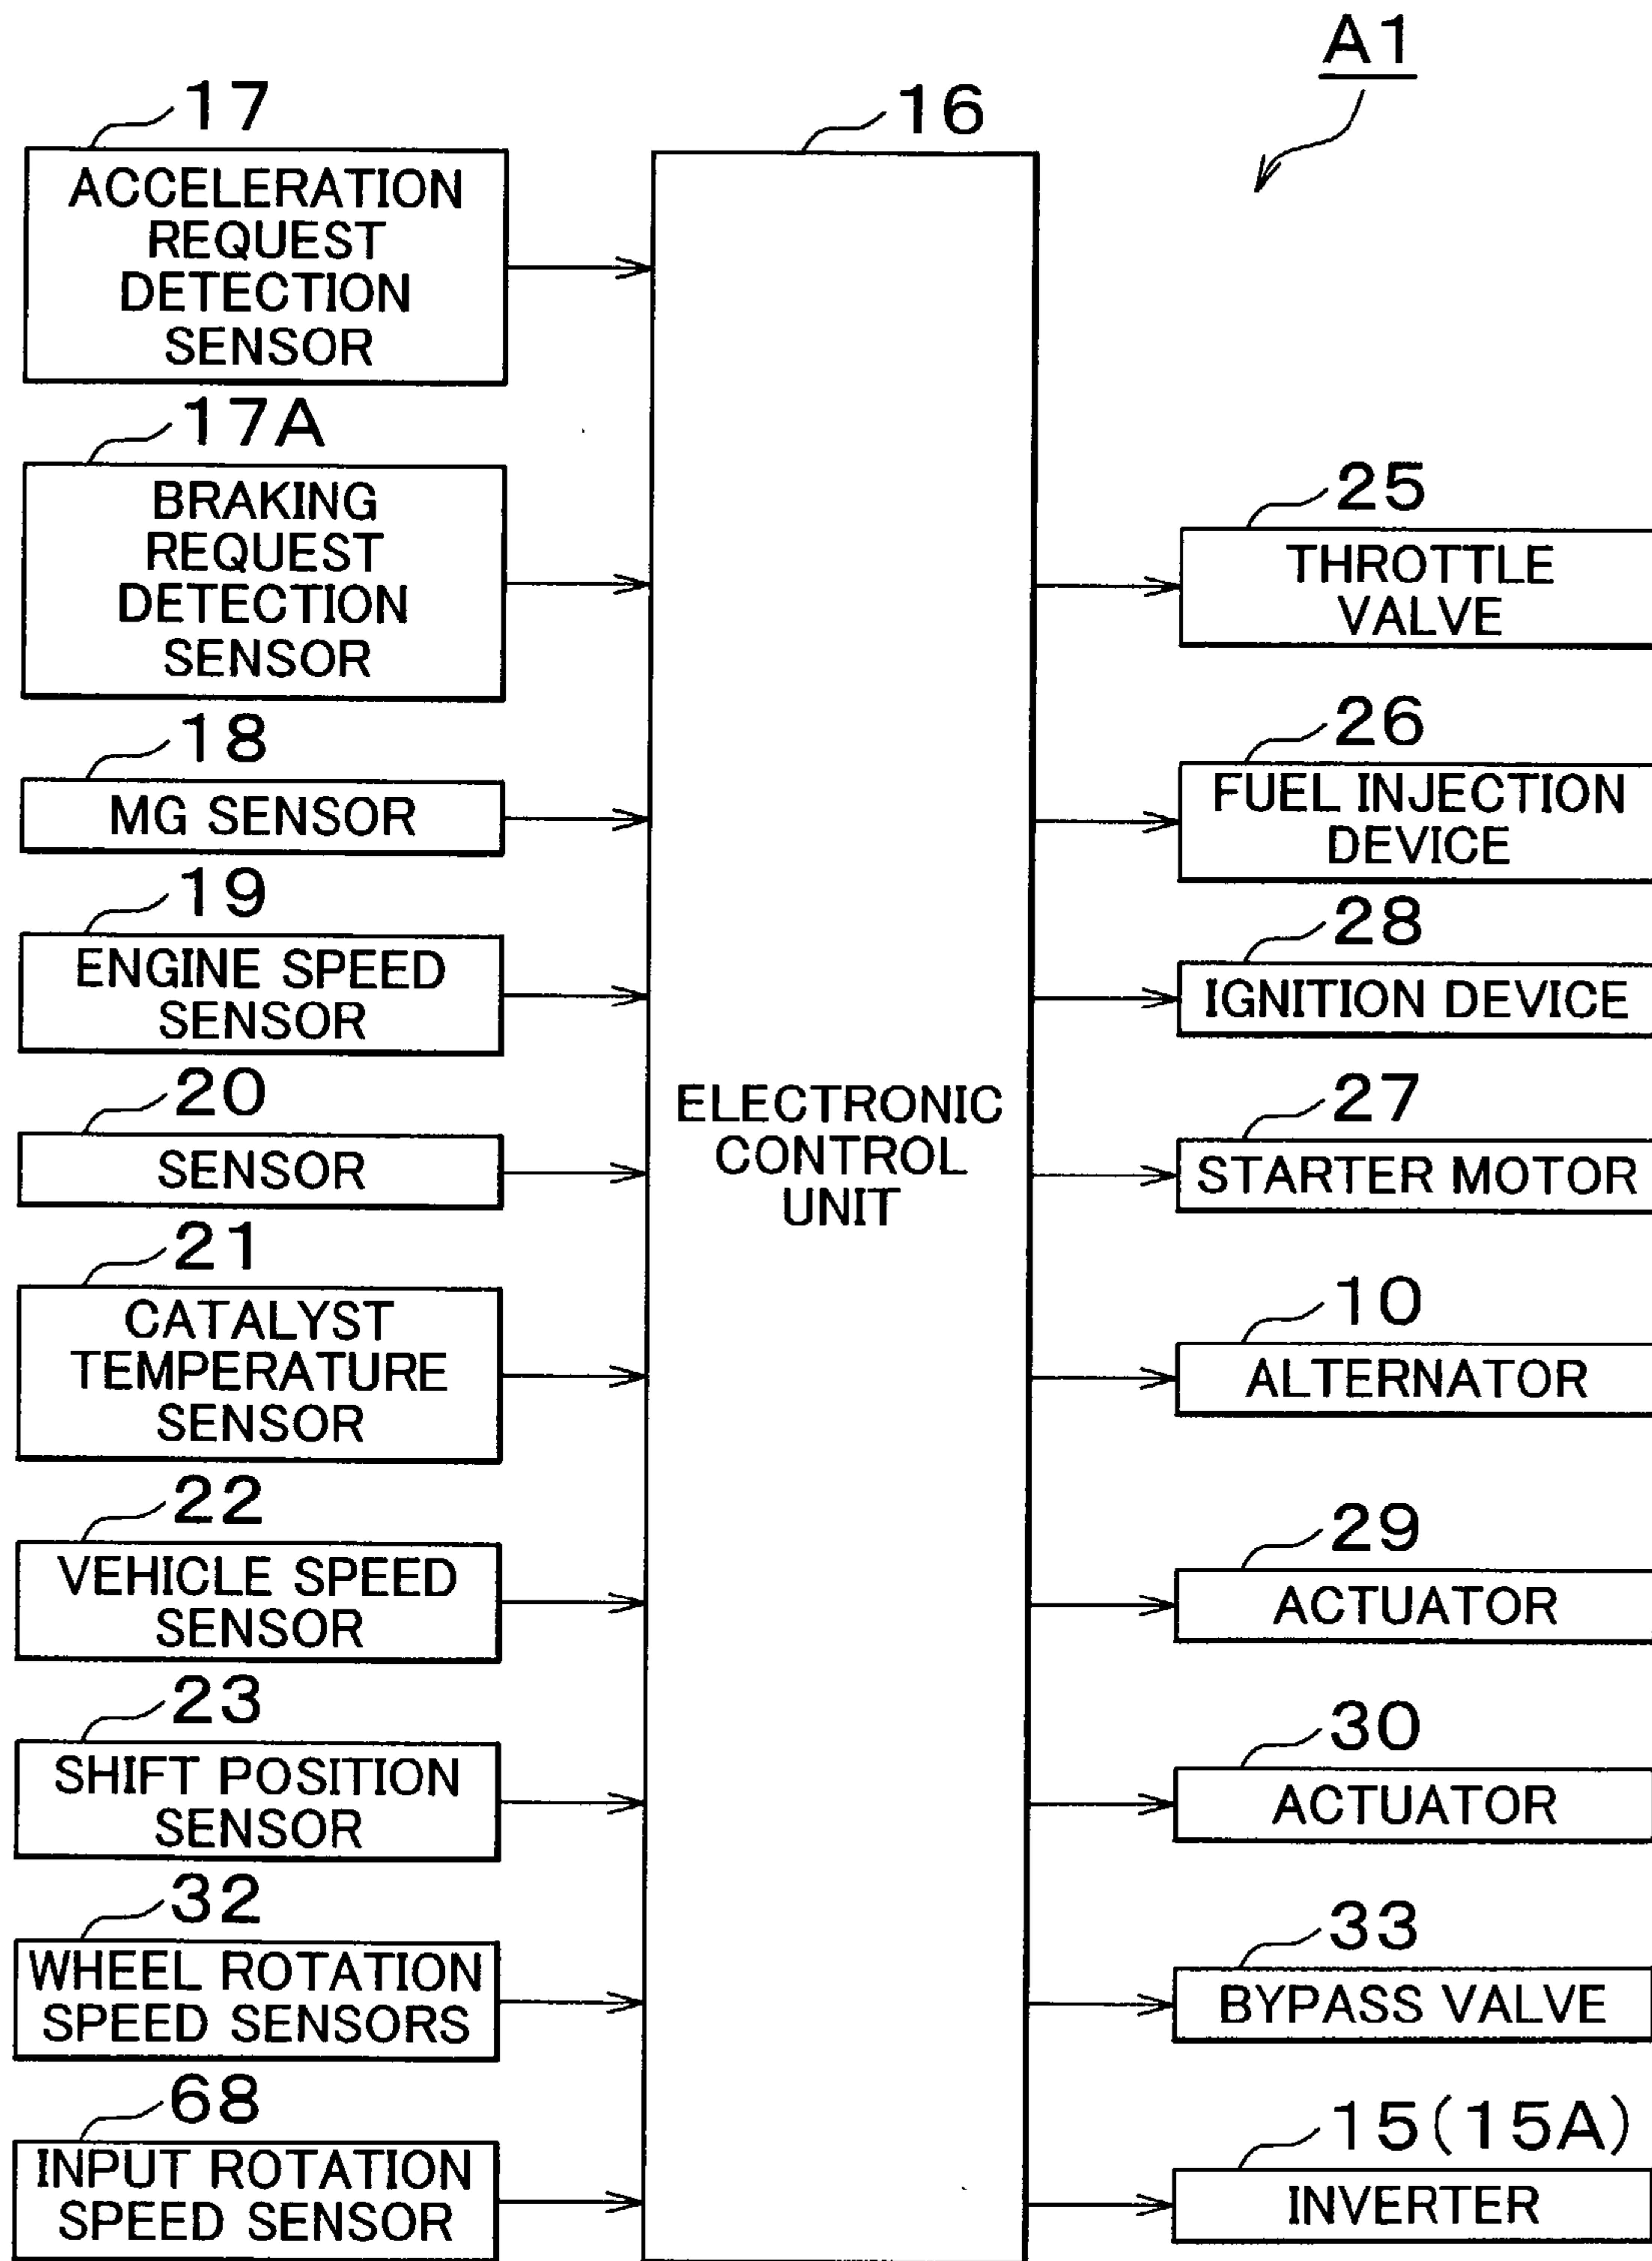 A1
17
ACCELERATION
REQUEST
DETECTION
SENSOR
17A
BRAKING
REQUEST
DETECTION
SENSOR
18
MG SENSOR
19
ENGINE SPEED
SENSOR
20
SENSOR
21
CATALYST
TEMPERATURE
SENSOR
22
VEHICLE SPEED
SENSOR
23
SHIFT POSITION
SENSOR
32
WHEEL ROTATION
SPEED SENSORS
68
INPUT ROTATION
SPEED SENSOR
16
ELECTRONIC
CONTROL
UNIT
25
THROTTLE
VALVE
26
FUEL INJECTION
DEVICE
28
IGNITION DEVICE
27
STARTER MOTOR
10
ALTERNATOR
29
ACTUATOR
30
ACTUATOR
33
BYPASS VALVE
15(15A)
INVERTER